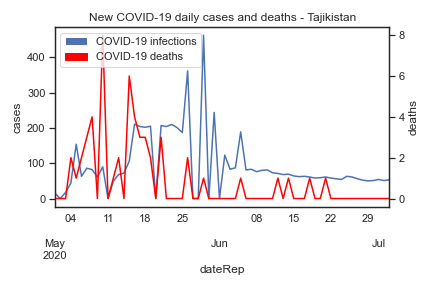 New COVID-19 daily cases and deaths - Tajikistan
COVID-19 infections
COVID-19 deaths
cases
400
300
200
100
0
deaths
8
6
4
2
0
04 11 18 25 08 15 22 29
May Jun Jul
2020
dateRep